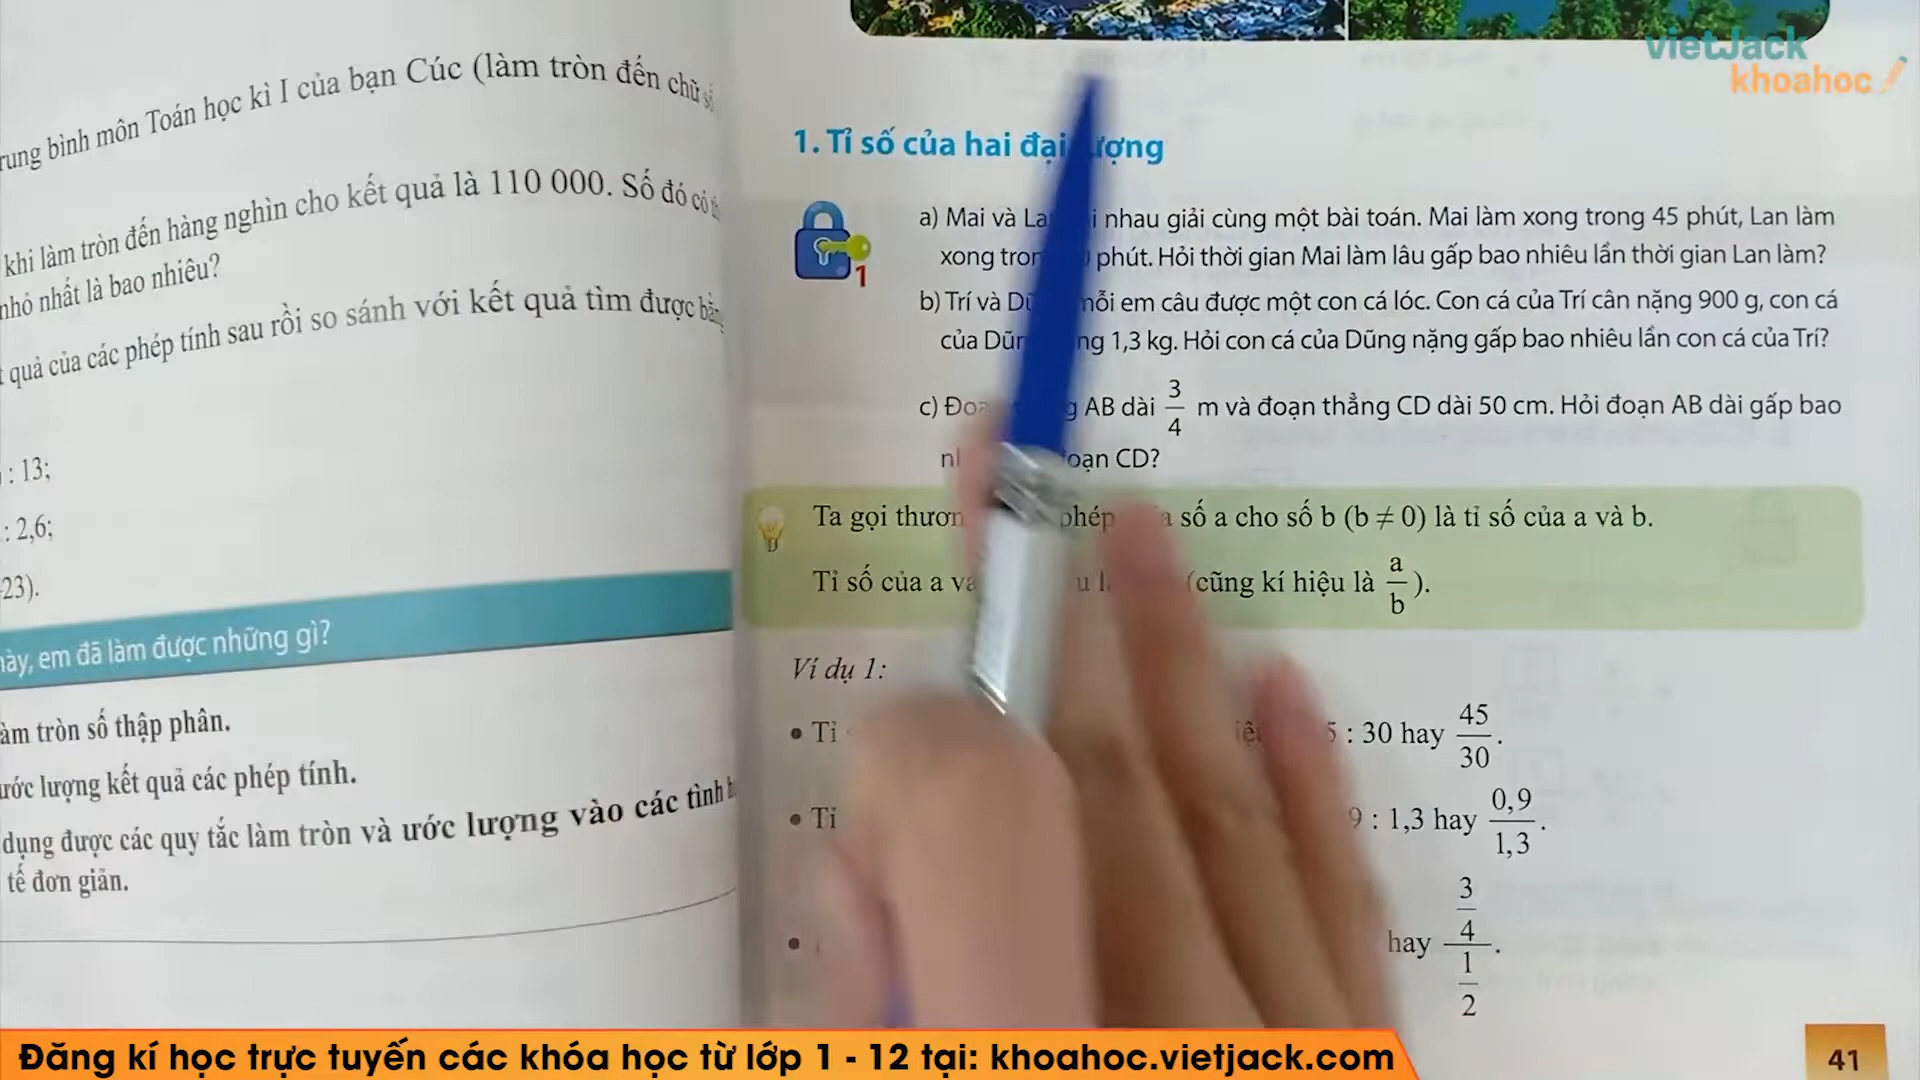 vietJack
khoahoc
rung bình môn Toán học kì I của bạn Cúc (làm tròn đến chữ
khi làm tròn đến hàng nghìn cho kết quả là 110 000. Số đó có
nhỏ nhất là bao nhiêu?
quả của các phép tính sau rồi so sánh với kết quả tìm được
: 13;
: 2,6;
23).
này, em đã làm được những gì?
àm tròn số thập phân.
ước lượng kết quả các phép tính.
dụng được các quy tắc làm tròn và ước lượng vào các tình
tế đơn giản.
1. Tỉ số của hai đại lượng
1
a) Mai và nhau giải cùng một bài toán. Mai làm xong trong 45 phút, Lan làm
xong phút. Hỏi thời gian Mai làm lâu gấp bao nhiêu lần thời gian Lan làm?
b) Trí và mỗi em câu được một con cá lóc. Con cá của Trí cân nặng 900 g, con cá
của 1,3 kg. Hỏi con cá của Dũng nặng gấp bao nhiêu lần con cá của Trí?
c) AB dài 3/4 m và đoạn thẳng CD dài 50 cm. Hỏi đoạn AB dài gấp bao
đoạn CD?
Ta gọi phép số a cho số b (b ≠ 0) là tỉ số của a và b.
Tỉ số của a (cũng kí hiệu là a/b).
Ví dụ 1:
• Tỉ : 30 hay 45/30.
• Tỉ 9 : 1,3 hay 0,9/1,3.
• hay 3/4 / 1/2.
41
Đăng kí học trực tuyến các khóa học từ lớp 1 - 12 tại: khoahoc.vietjack.com